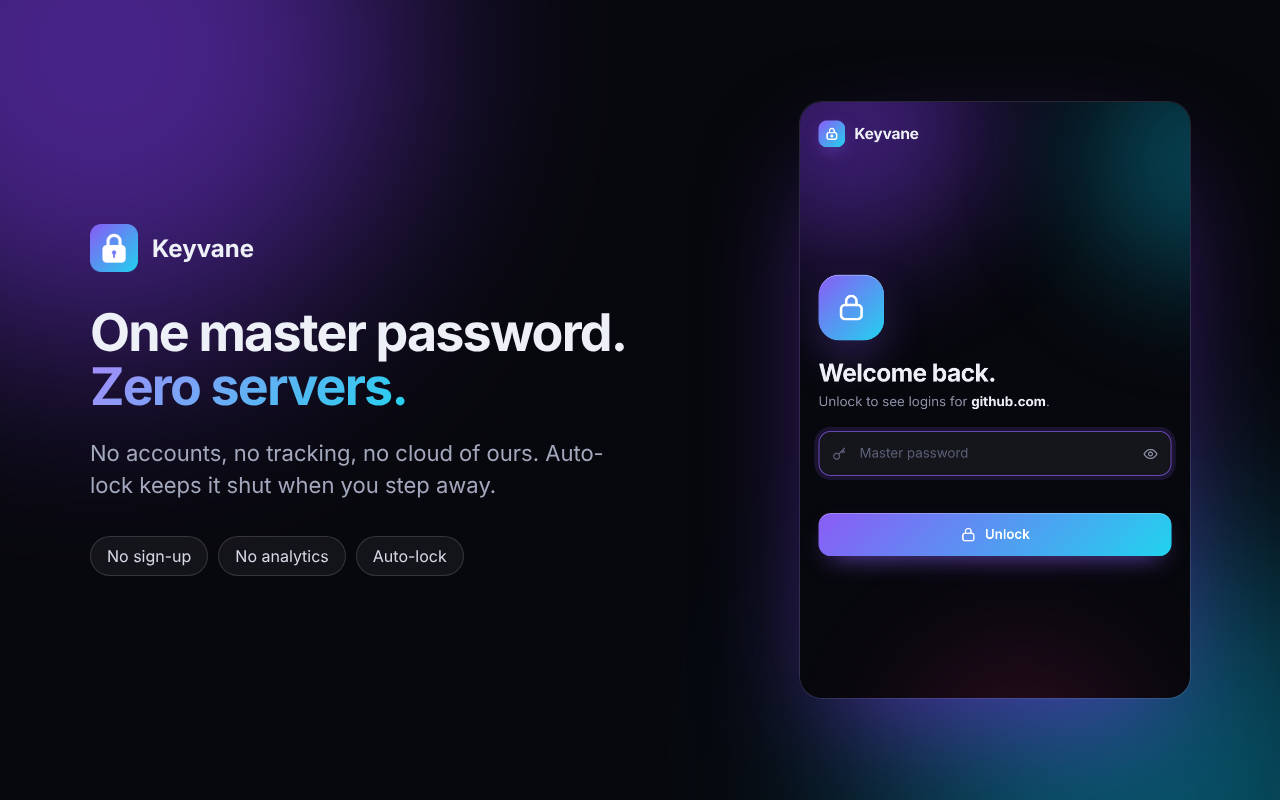 Keyvane
One master password.
Zero servers.
No accounts, no tracking, no cloud of ours. Auto-
lock keeps it shut when you step away.
No sign-up
No analytics
Auto-lock
Keyvane
Welcome back.
Unlock to see logins for github.com.
Master password
Unlock